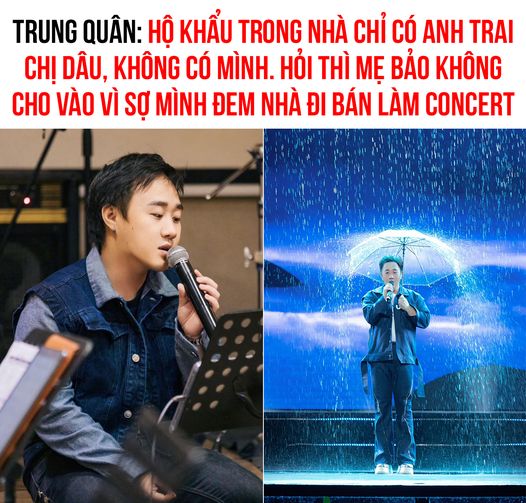 TRUNG QUÂN: HỘ KHẨU TRONG NHÀ CHỈ CÓ ANH TRAI
CHỊ DÂU, KHÔNG CÓ MÌNH. HỎI THÌ MẸ BẢO KHÔNG
CHO VÀO VÌ SỢ MÌNH ĐEM NHÀ ĐI BÁN LÀM CONCERT